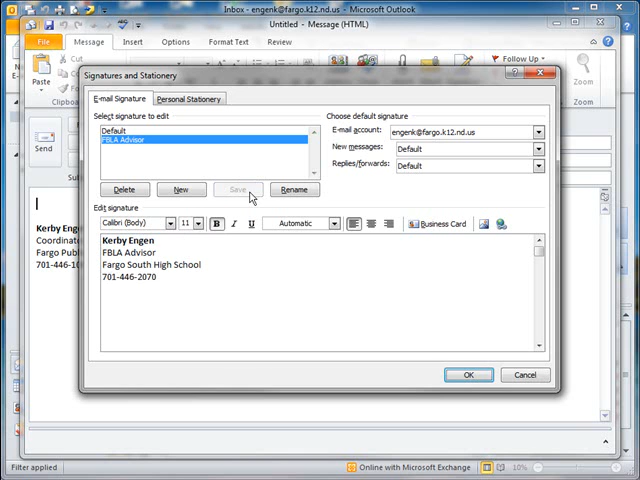 Inbox - engenk@fargo.k12.nd.us - Microsoft Outlook
Untitled - Message (HTML)
File
Message
Insert
Options
Format Text
Review
Cut
Paste
Clipboard
Follow Up
Zoom
Zoom
Send
Signatures and Stationery
E-mail Signature
Personal Stationery
Select signature to edit
Default
FBLA Advisor
Delete
New
Save
Rename
Choose default signature
E-mail account:
engenk@fargo.k12.nd.us
New messages:
Default
Replies/forwards:
Default
Edit signature
Calibri (Body)
11
B
I
U
Automatic
Business Card
Kerby Engen
FBLA Advisor
Fargo South High School
701-446-2070
OK
Cancel
Kerby Eng
Coordinat
Fargo Publ
701-446-10
Filter applied
Online with Microsoft Exchange
10%